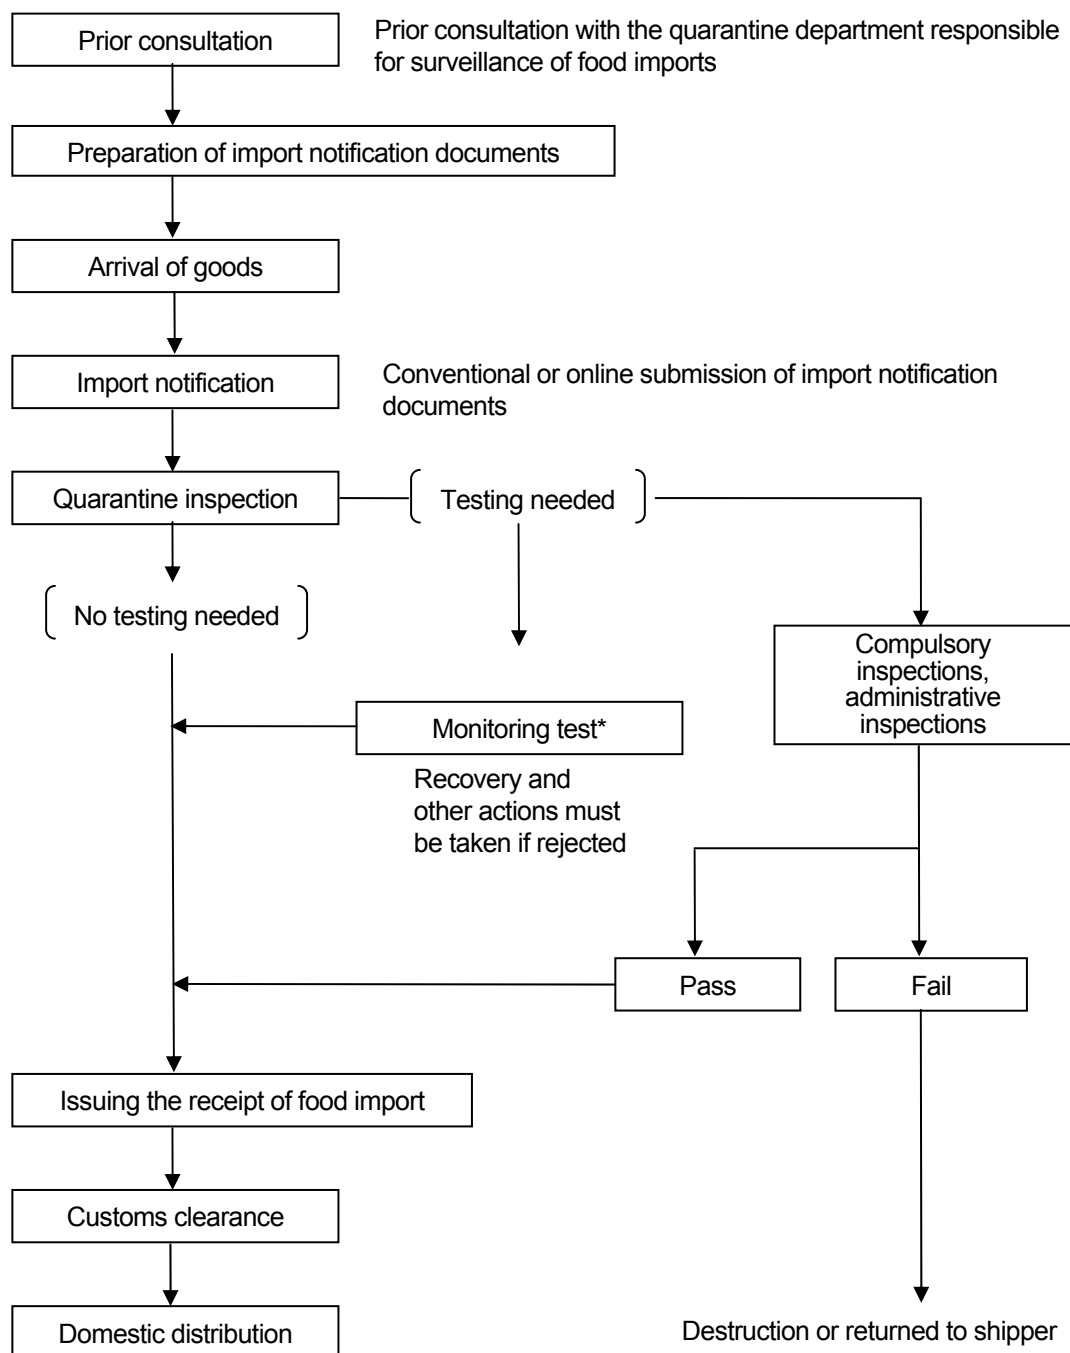 Prior consultation
Prior consultation with the quarantine department responsible
for surveillance of food imports
Preparation of import notification documents
Arrival of goods
Import notification
Conventional or online submission of import notification
documents
Quarantine inspection
Testing needed
No testing needed
Compulsory
inspections,
administrative
inspections
Monitoring test*
Recovery and
other actions must
be taken if rejected
Pass
Fail
Issuing the receipt of food import
Customs clearance
Domestic distribution
Destruction or returned to shipper